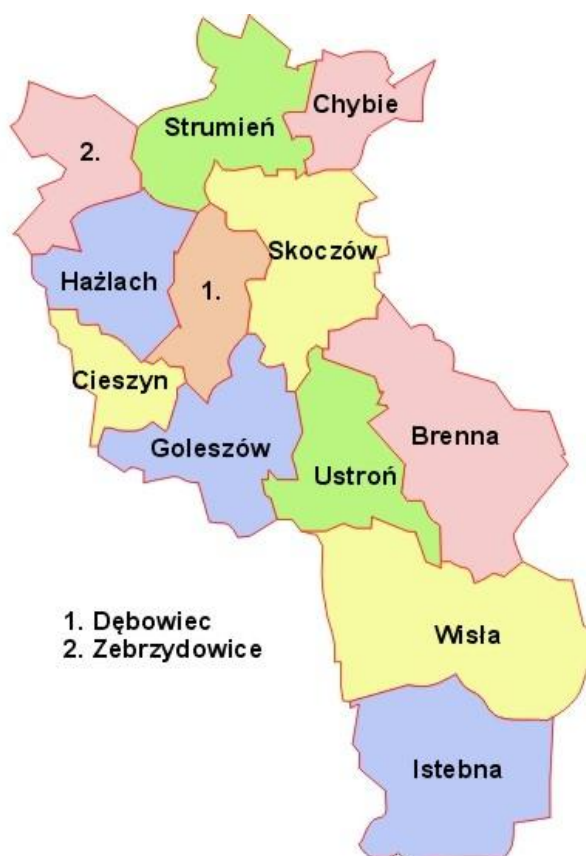 Chybie
Strumień
2.
Skoczów
Hażlach
1.
Cieszyn
Brenna
Goleszów
Ustroń
1. Dębowiec
2. Zebrzydowice
Wisła
Istebna